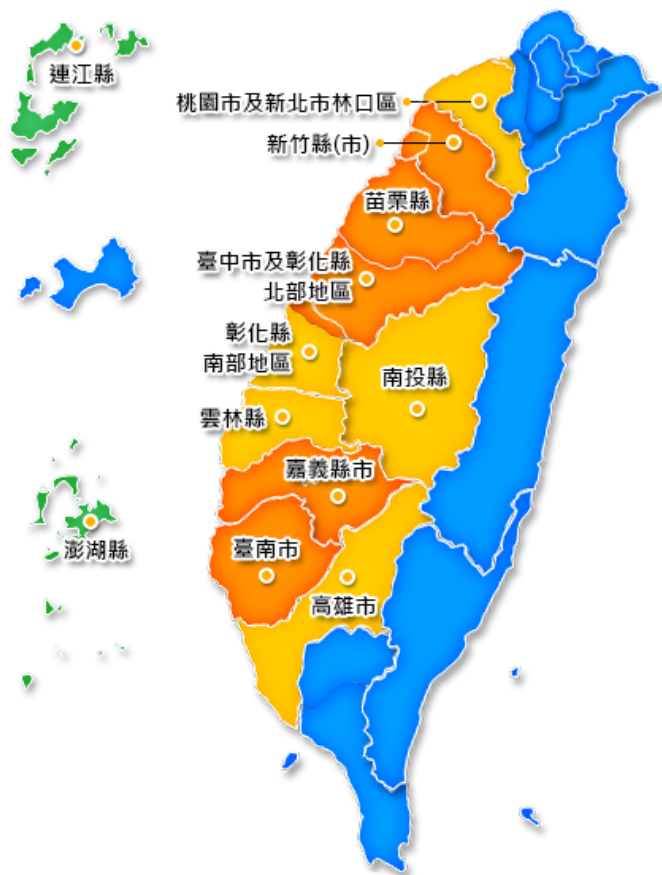 連江縣
桃園市及新北市林口區
新竹縣(市)
苗栗縣
臺中市及彰化縣
北部地區
彰化縣
南部地區
南投縣
雲林縣
嘉義縣市
澎湖縣
臺南市
高雄市